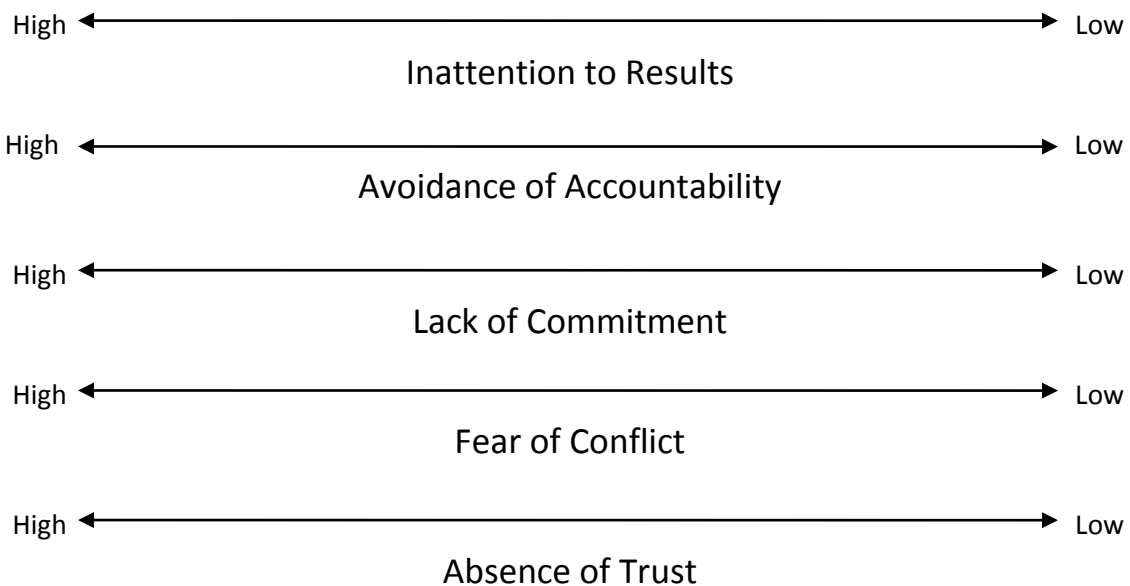 High Low
Inattention to Results
High Low
Avoidance of Accountability
High Low
Lack of Commitment
High Low
Fear of Conflict
High Low
Absence of Trust